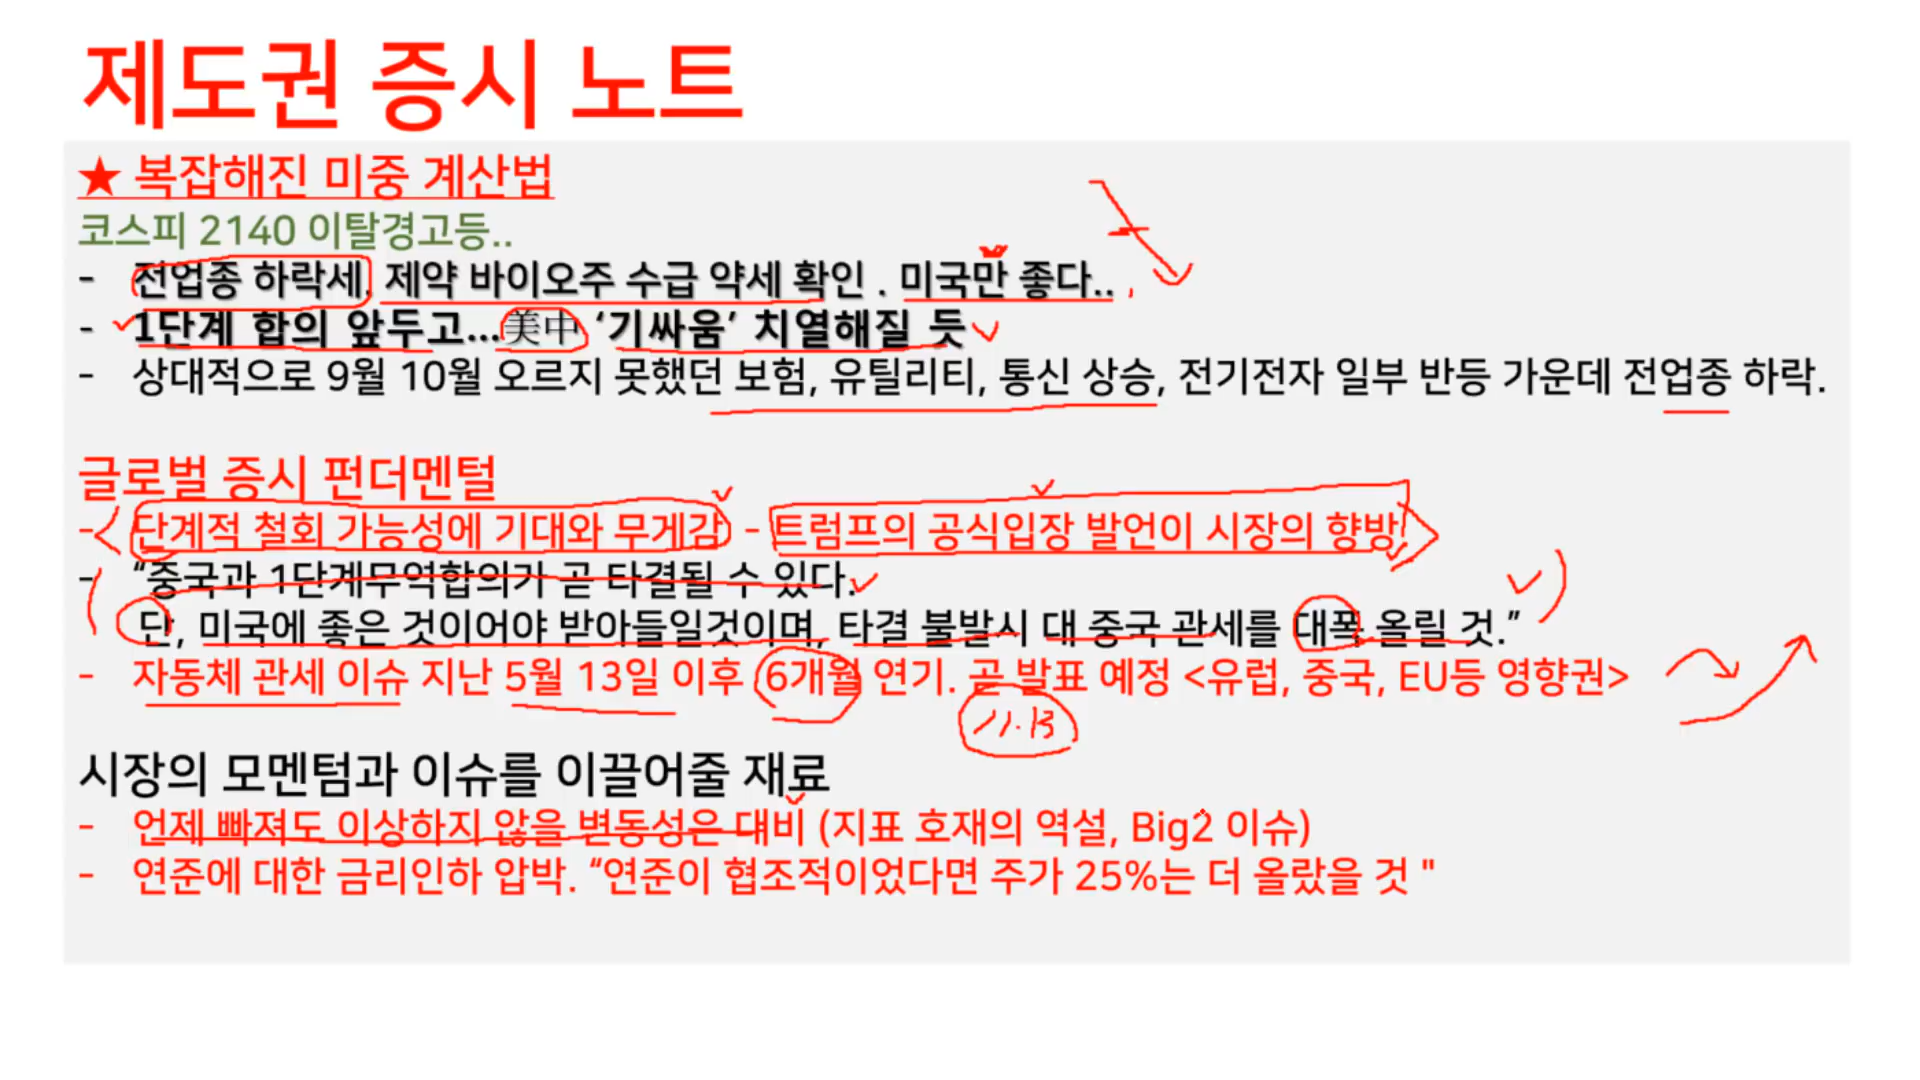 제도권 증시 노트
★ 복잡해진 미중 계산법
코스피 2140 이탈경고등..
- 전업종 하락세. 제약 바이오주 수급 약세 확인 . 미국만 좋다..
- 1단계 합의 앞두고...美中 ‘기싸움’ 치열해질 듯
- 상대적으로 9월 10월 오르지 못했던 보험, 유틸리티, 통신 상승, 전기전자 일부 반등 가운데 전업종 하락.
글로벌 증시 펀더멘털
- 단계적 철회 가능성에 기대와 무게감 - 트럼프의 공식입장 발언이 시장의 향방!
- “중국과 1단계무역합의가 곧 타결될 수 있다.
단, 미국에 좋은 것이어야 받아들일것이며, 타결 불발시 대 중국 관세를 대폭 올릴 것.”
- 자동체 관세 이슈 지난 5월 13일 이후 6개월 연기. 곧 발표 예정 <유럽, 중국, EU등 영향권>
11.13
시장의 모멘텀과 이슈를 이끌어줄 재료
- 언제 빠져도 이상하지 않을 변동성은 대비 (지표 호재의 역설, Big2 이슈)
- 연준에 대한 금리인하 압박. “연준이 협조적이었다면 주가 25%는 더 올랐을 것 "